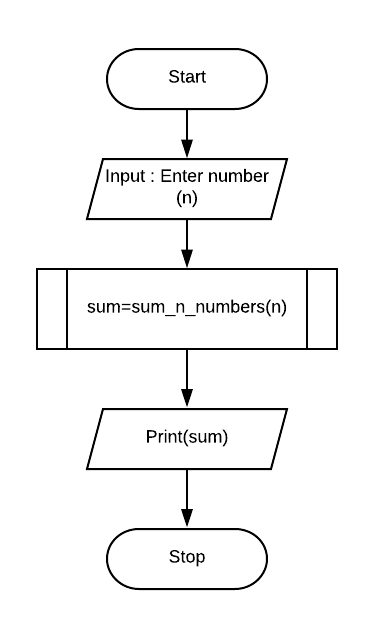 Start
Input : Enter number
(n)
sum=sum_n_numbers(n)
Print(sum)
Stop